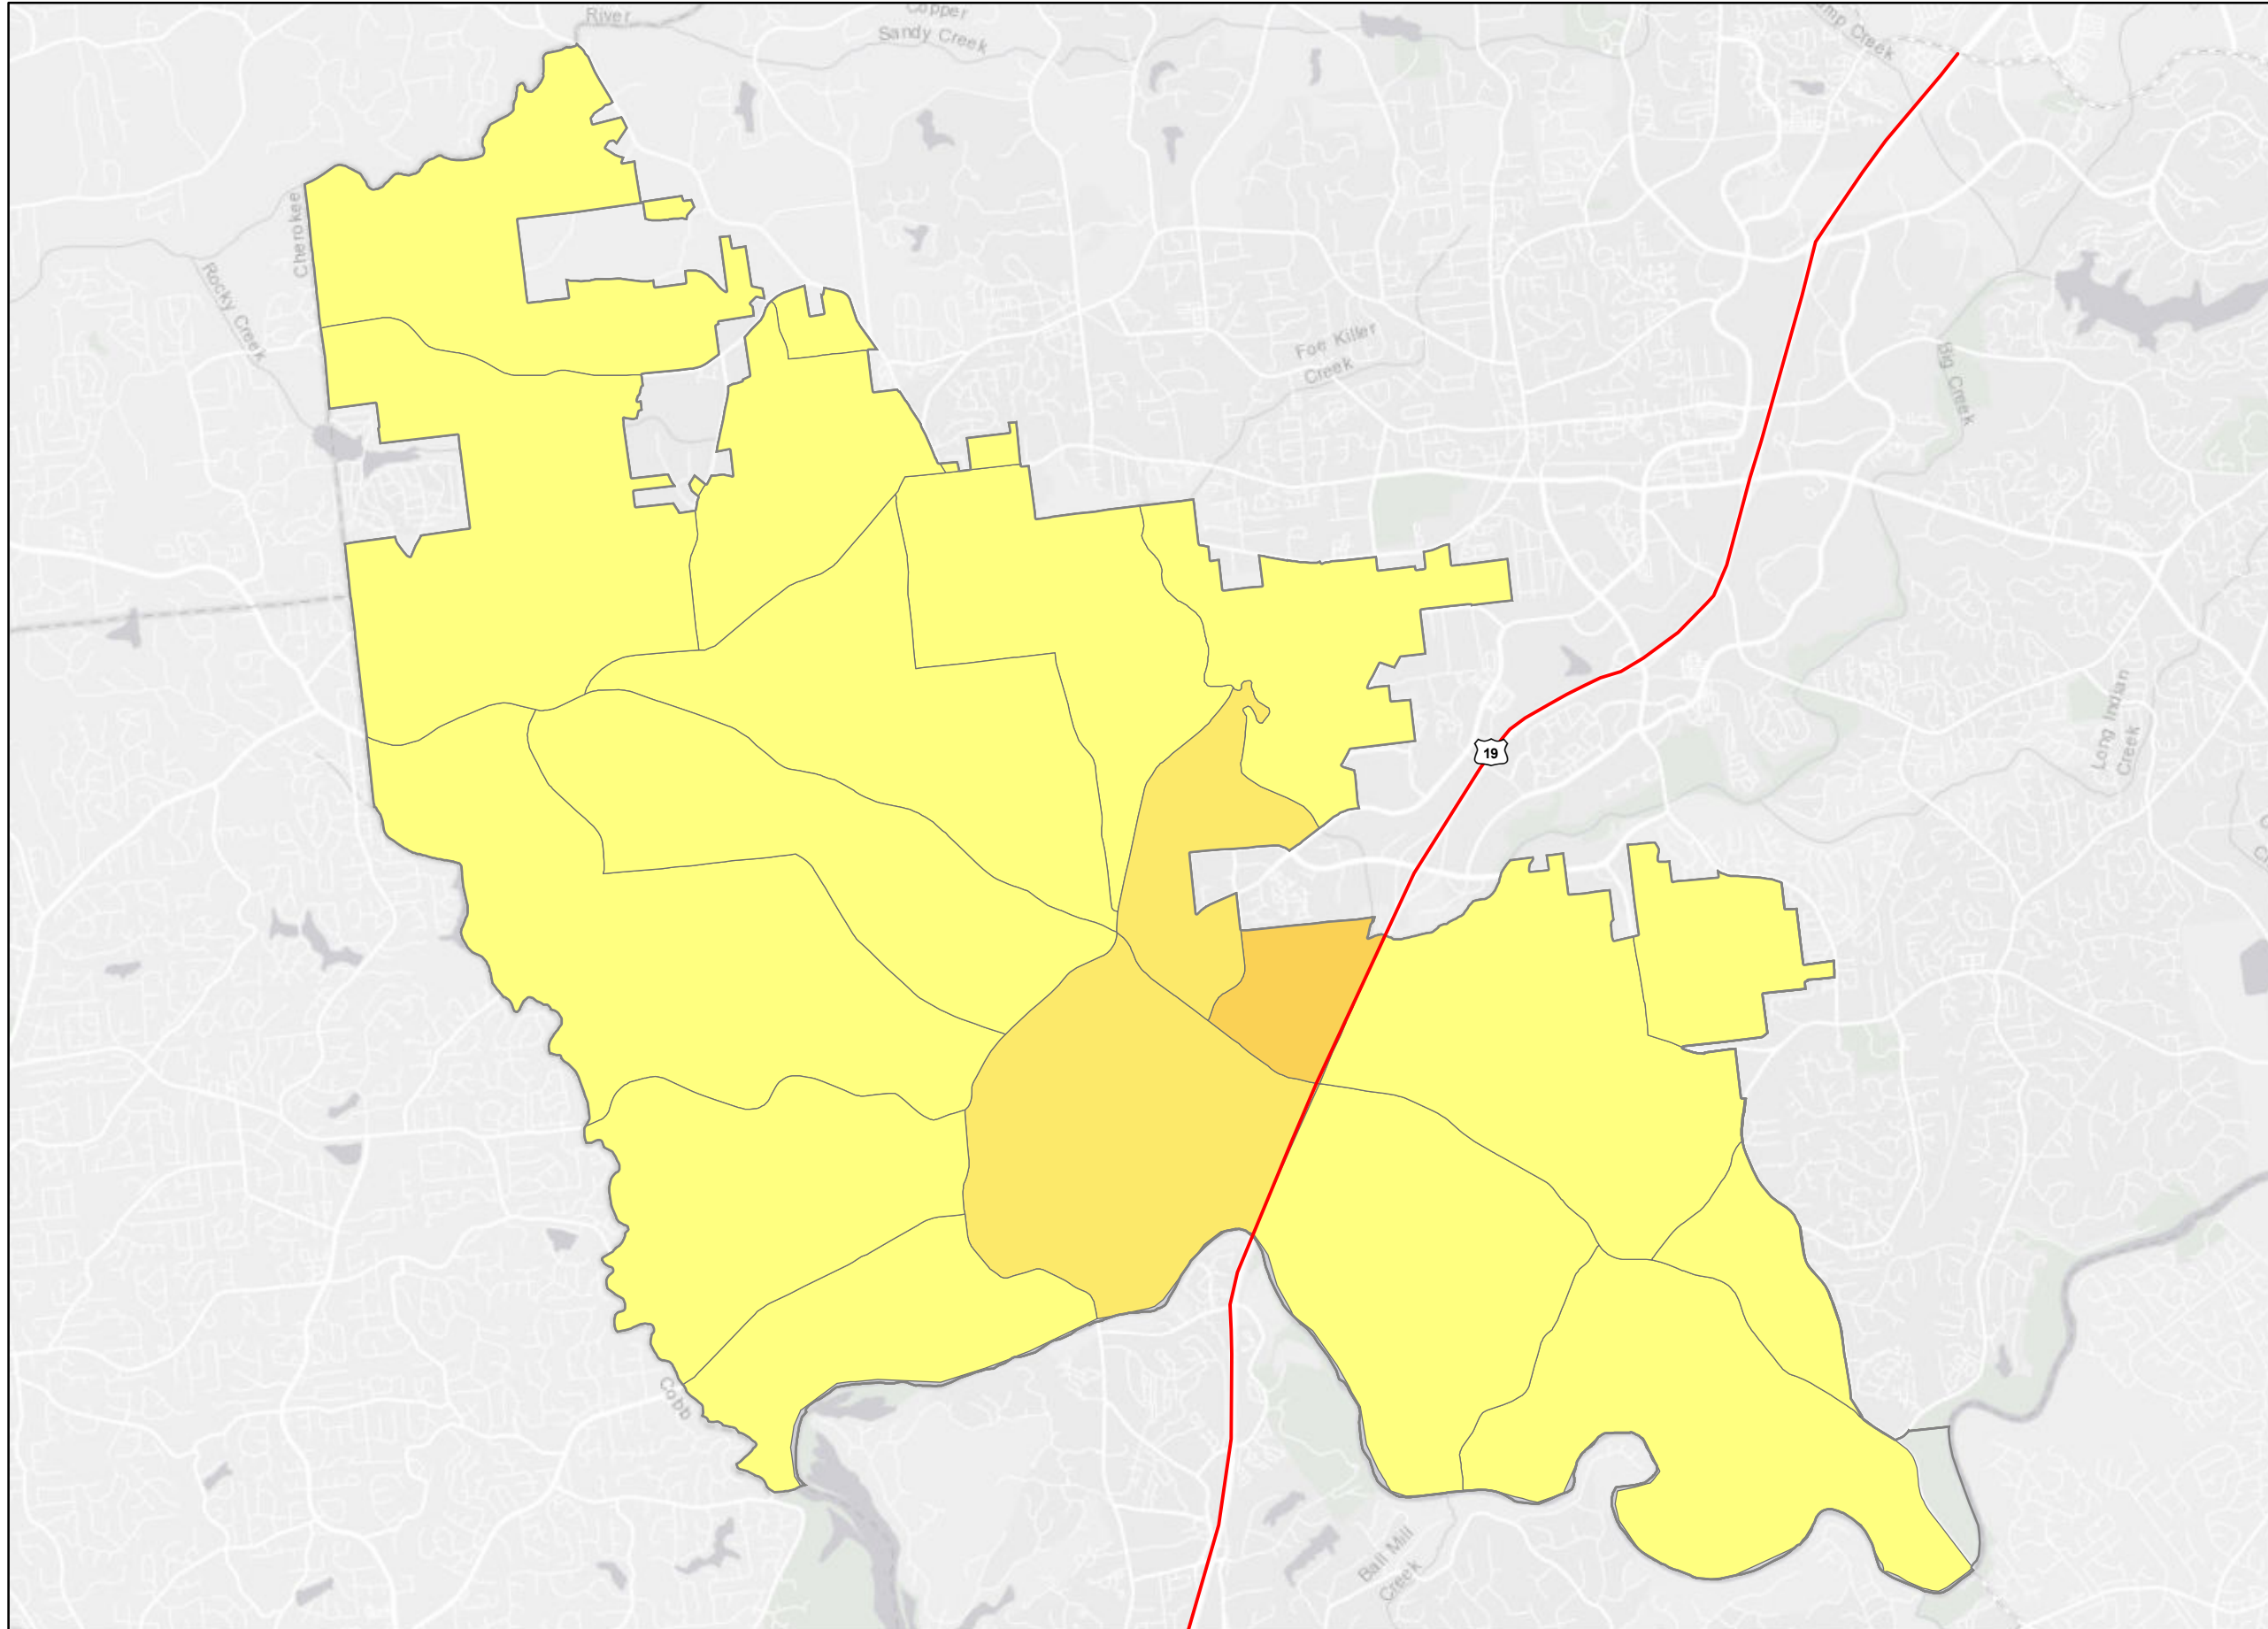 River
Copper
Sandy Creek
Camp Creek
Cherokee
Rocky Creek
Foe Killer
Creek
Big Creek
Long Indian
Creek
19
Cobb
Ball Mill
Creek